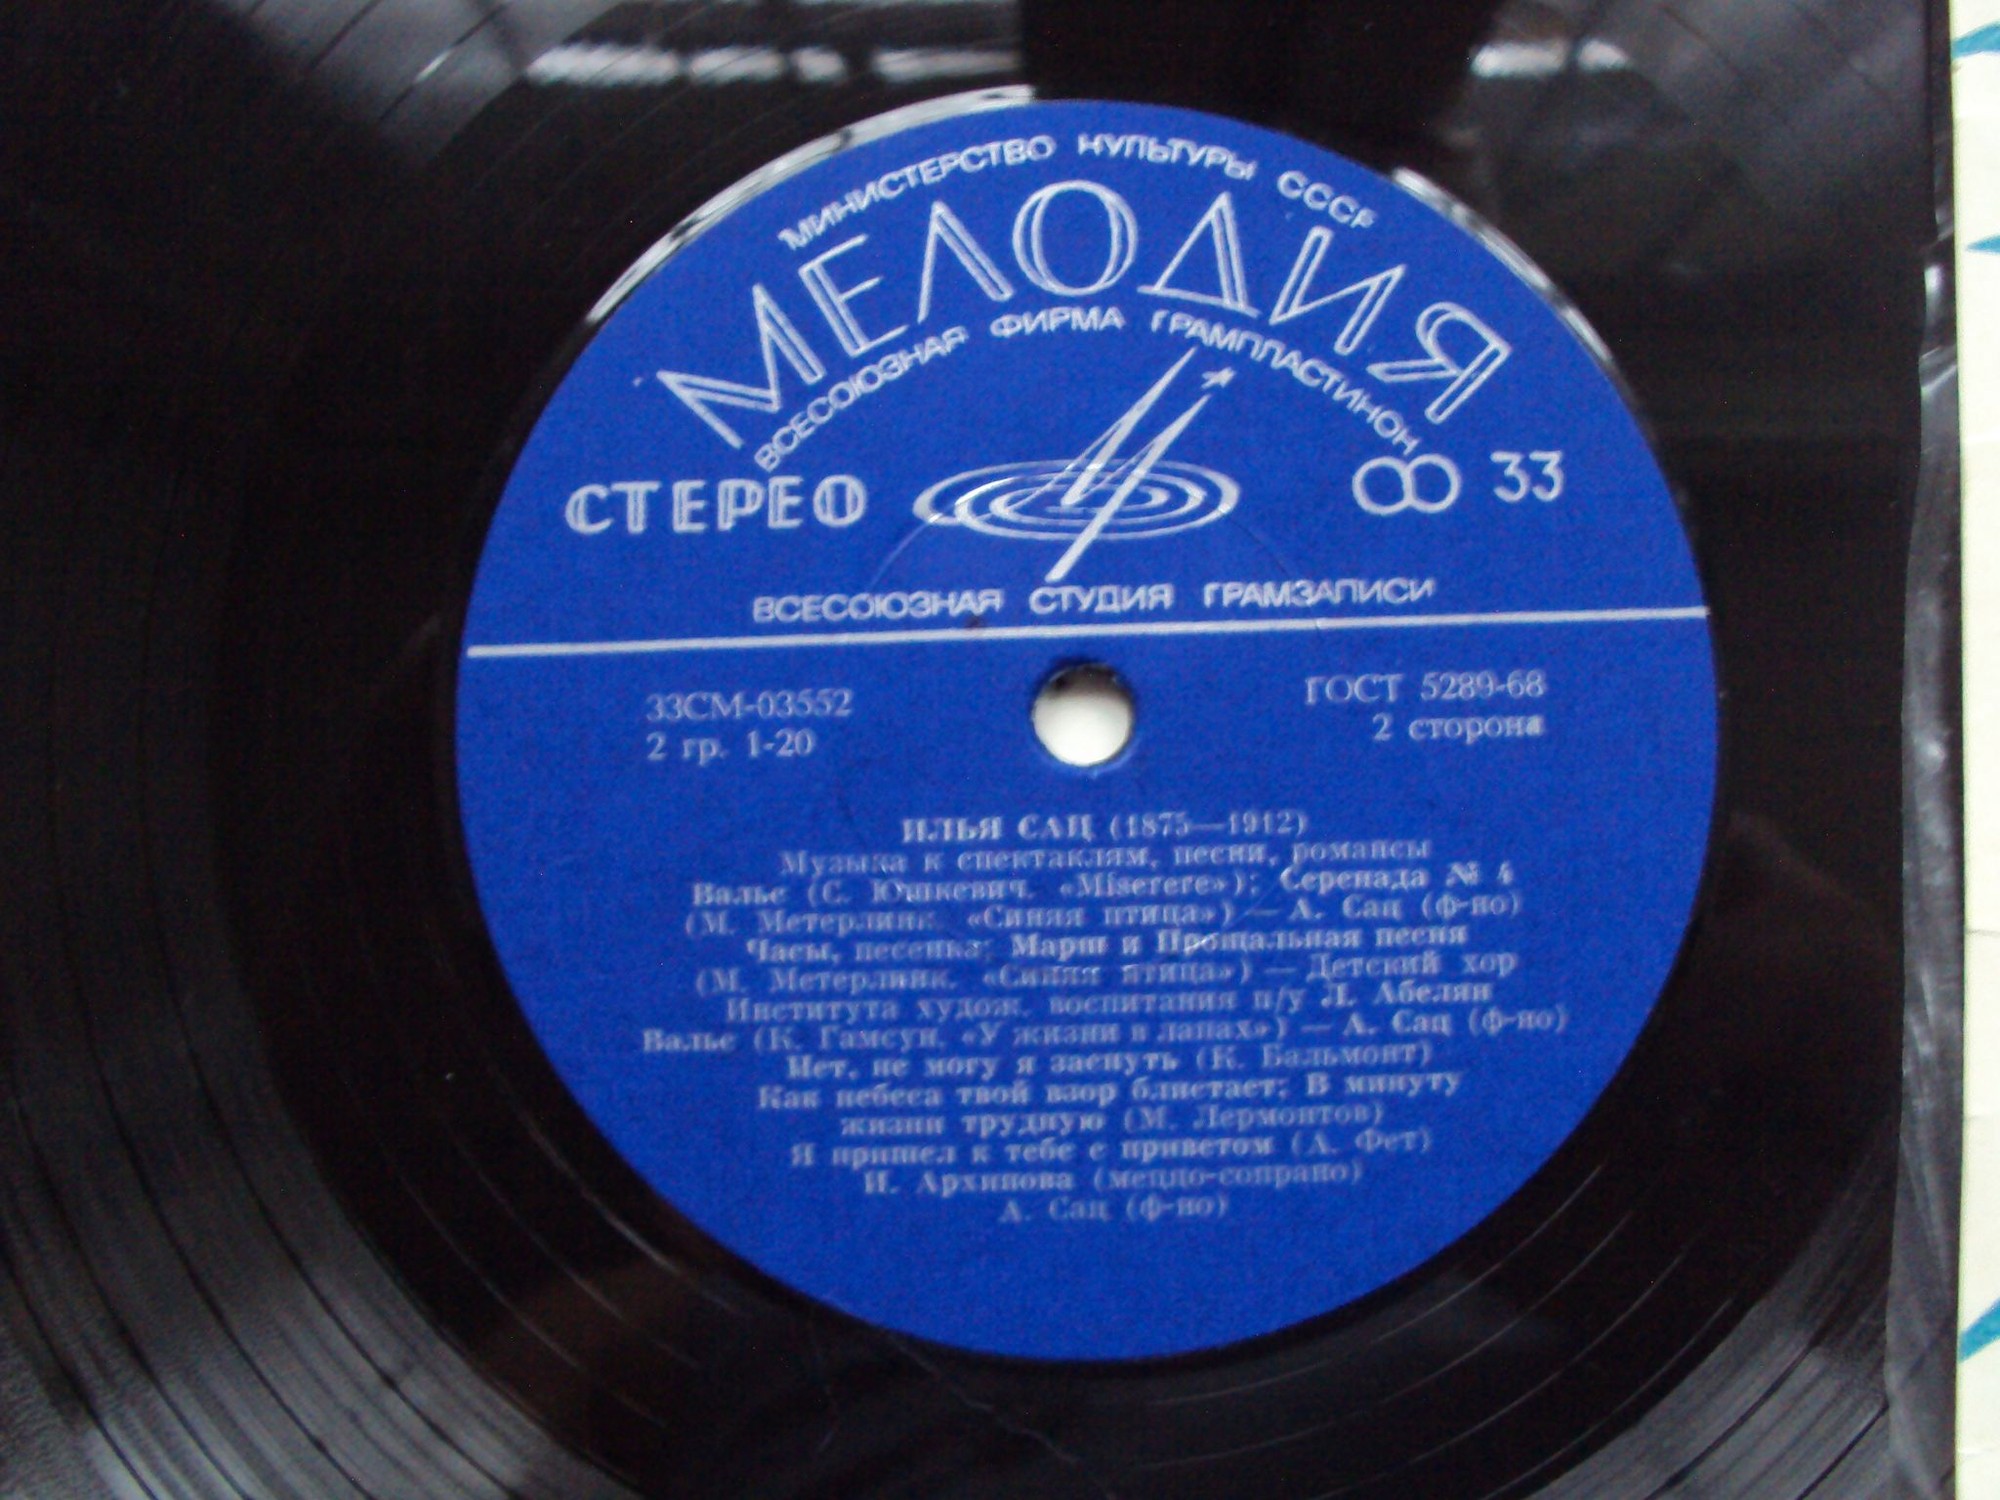 МИНИСТЕРСТВО КУЛЬТУРЫ СССР
МЕЛОДИЯ
ВСЕСОЮЗНАЯ ФИРМА ГРАМПЛАСТИНОК
СТЕРЕО
33
ВСЕСОЮЗНАЯ СТУДИЯ ГРАМЗАПИСИ
33СМ-03552
ГОСТ 5289-68
2 гр. 1-20
2 сторона
ИЛЬЯ САЦ (1875—1912)
Музыка к спектаклям, песни, романсы
Вальс (С. Юшкевич. «Miserere»); Серенада № 4
(М. Метерлинк. «Синяя птица») — А. Сац (ф-но)
Часы, песенка; Марш и Прощальная песня
(М. Метерлинк. «Синяя птица») — Детский хор
Института худож. воспитания п/у Л. Абелян
Вальс (К. Гамсун. «У жизни в лапах») — А. Сац (ф-но)
Нет, не могу я заснуть (К. Бальмонт)
Как небеса твой взор блистает; В минуту
жизни трудную (М. Лермонтов)
Я пришел к тебе с приветом (А. Фет)
И. Архипова (меццо-сопрано)
А. Сац (ф-но)